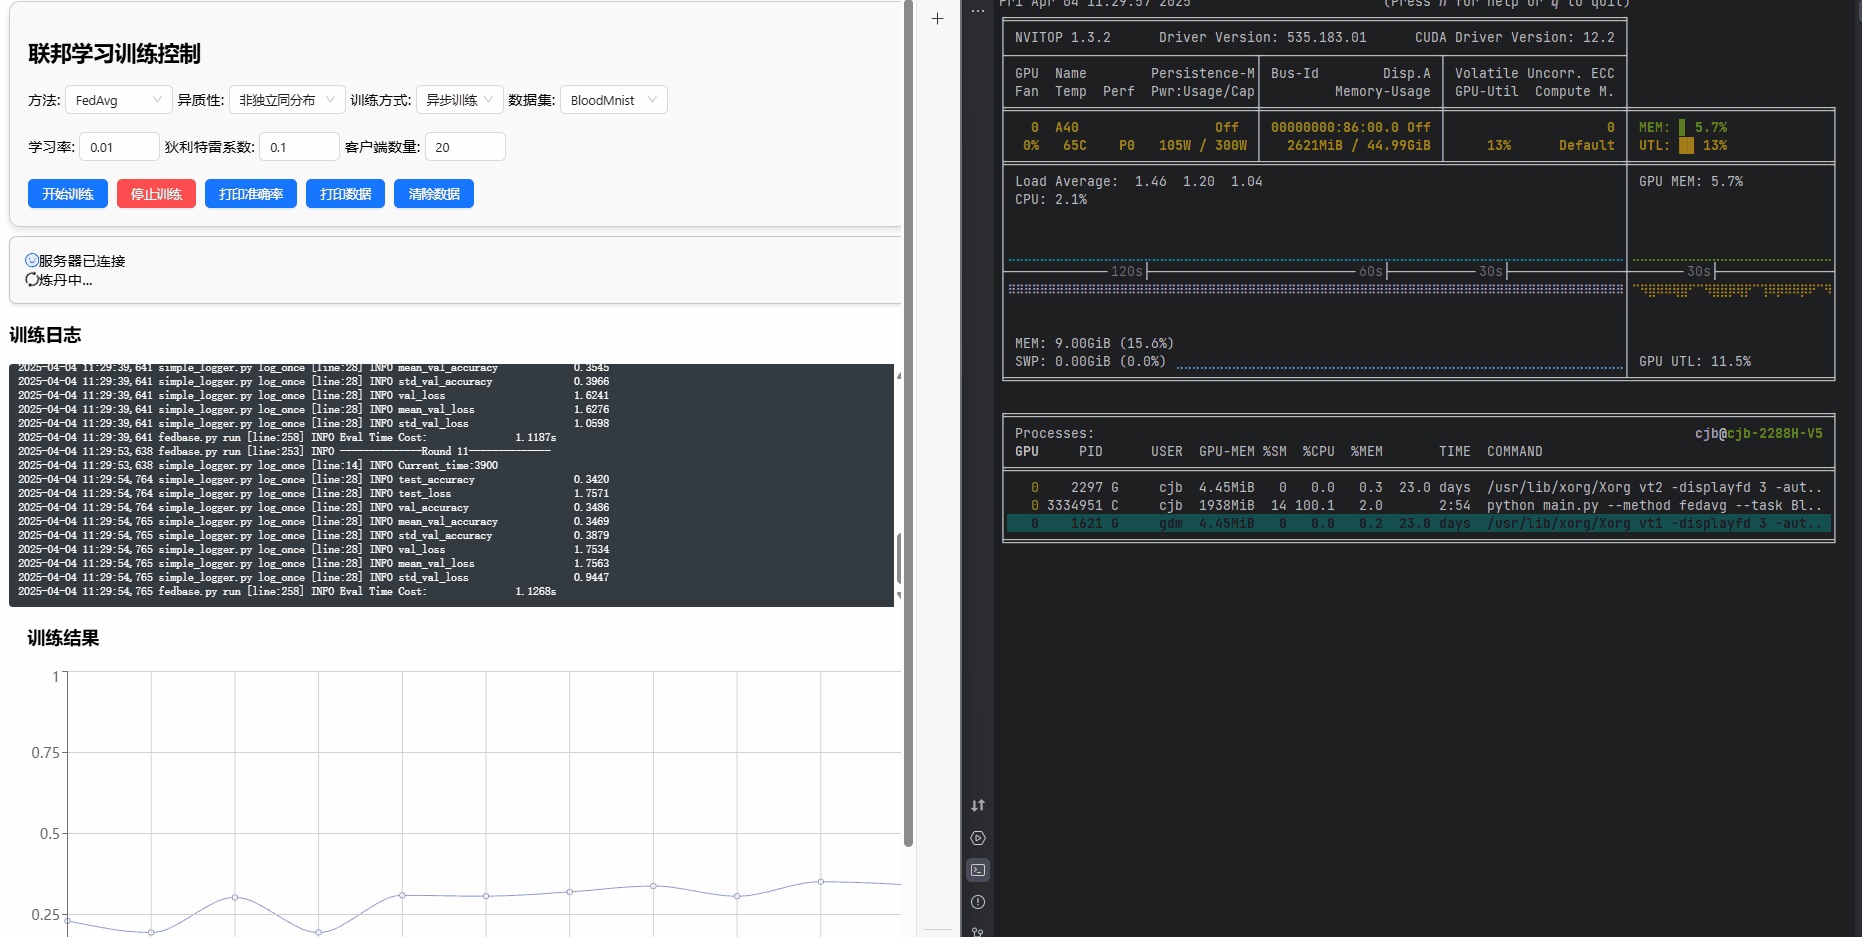 联邦学习训练控制
方法: FedAvg 异质性: 非独立同分布 训练方式: 异步训练 数据集: BloodMnist
学习率: 0.01 狄利特雷系数: 0.1 客户端数量: 20
开始训练 停止训练 打印准确率 打印数据 清除数据
服务器已连接
炼丹中...
训练日志
2025-04-04 11:29:39,641 simple_logger.py log_once [line:28] INFO mean_val_accuracy 0.3545
2025-04-04 11:29:39,641 simple_logger.py log_once [line:28] INFO std_val_accuracy 0.3966
2025-04-04 11:29:39,641 simple_logger.py log_once [line:28] INFO val_loss 1.6241
2025-04-04 11:29:39,641 simple_logger.py log_once [line:28] INFO mean_val_loss 1.6276
2025-04-04 11:29:39,641 simple_logger.py log_once [line:28] INFO std_val_loss 1.0598
2025-04-04 11:29:39,641 fedbase.py run [line:258] INFO Eval Time Cost: 1.1187s
2025-04-04 11:29:53,638 fedbase.py run [line:253] INFO --------------Round 11--------------
2025-04-04 11:29:53,638 simple_logger.py log_once [line:14] INFO Current_time:3900
2025-04-04 11:29:54,764 simple_logger.py log_once [line:28] INFO test_accuracy 0.3420
2025-04-04 11:29:54,764 simple_logger.py log_once [line:28] INFO test_loss 1.7571
2025-04-04 11:29:54,764 simple_logger.py log_once [line:28] INFO val_accuracy 0.3486
2025-04-04 11:29:54,765 simple_logger.py log_once [line:28] INFO mean_val_accuracy 0.3469
2025-04-04 11:29:54,765 simple_logger.py log_once [line:28] INFO std_val_accuracy 0.3879
2025-04-04 11:29:54,765 simple_logger.py log_once [line:28] INFO val_loss 1.7534
2025-04-04 11:29:54,765 simple_logger.py log_once [line:28] INFO mean_val_loss 1.7563
2025-04-04 11:29:54,765 simple_logger.py log_once [line:28] INFO std_val_loss 0.9447
2025-04-04 11:29:54,765 fedbase.py run [line:258] INFO Eval Time Cost: 1.1268s
训练结果
1
0.75
0.5
0.25
Fri Apr 04 11:29:57 2025 (Press h for help or q to quit)
NVITOP 1.3.2 Driver Version: 535.183.01 CUDA Driver Version: 12.2
GPU Name Persistence-M Bus-Id Disp.A Volatile Uncorr. ECC
Fan Temp Perf Pwr:Usage/Cap Memory-Usage GPU-Util Compute M.
0 A40 Off 00000000:86:00.0 Off 0 MEM: 5.7%
0% 65C P0 105W / 300W 2621MiB / 44.99GiB 13% Default UTL: 13%
Load Average: 1.46 1.20 1.04 GPU MEM: 5.7%
CPU: 2.1%
120s 60s 30s 30s
MEM: 9.00GiB (15.6%)
SWP: 0.00GiB (0.0%) GPU UTL: 11.5%
Processes: cjb@cjb-2288H-V5
GPU PID USER GPU-MEM %SM %CPU %MEM TIME COMMAND
0 2297 G cjb 4.45MiB 0 0.0 0.3 23.0 days /usr/lib/xorg/Xorg vt2 -displayfd 3 -aut..
0 3334951 C cjb 1938MiB 14 100.1 2.0 2:54 python main.py --method fedavg --task Bl..
0 1621 G gdm 4.45MiB 0 0.0 0.2 23.0 days /usr/lib/xorg/Xorg vt1 -displayfd 3 -aut..